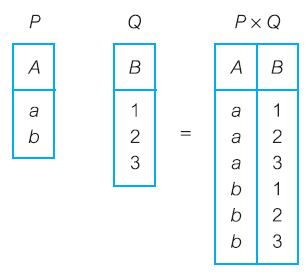 P Q P × Q
A B A B
a 1 a 1
b 2 a 2
3 = a 3
b 1
b 2
b 3